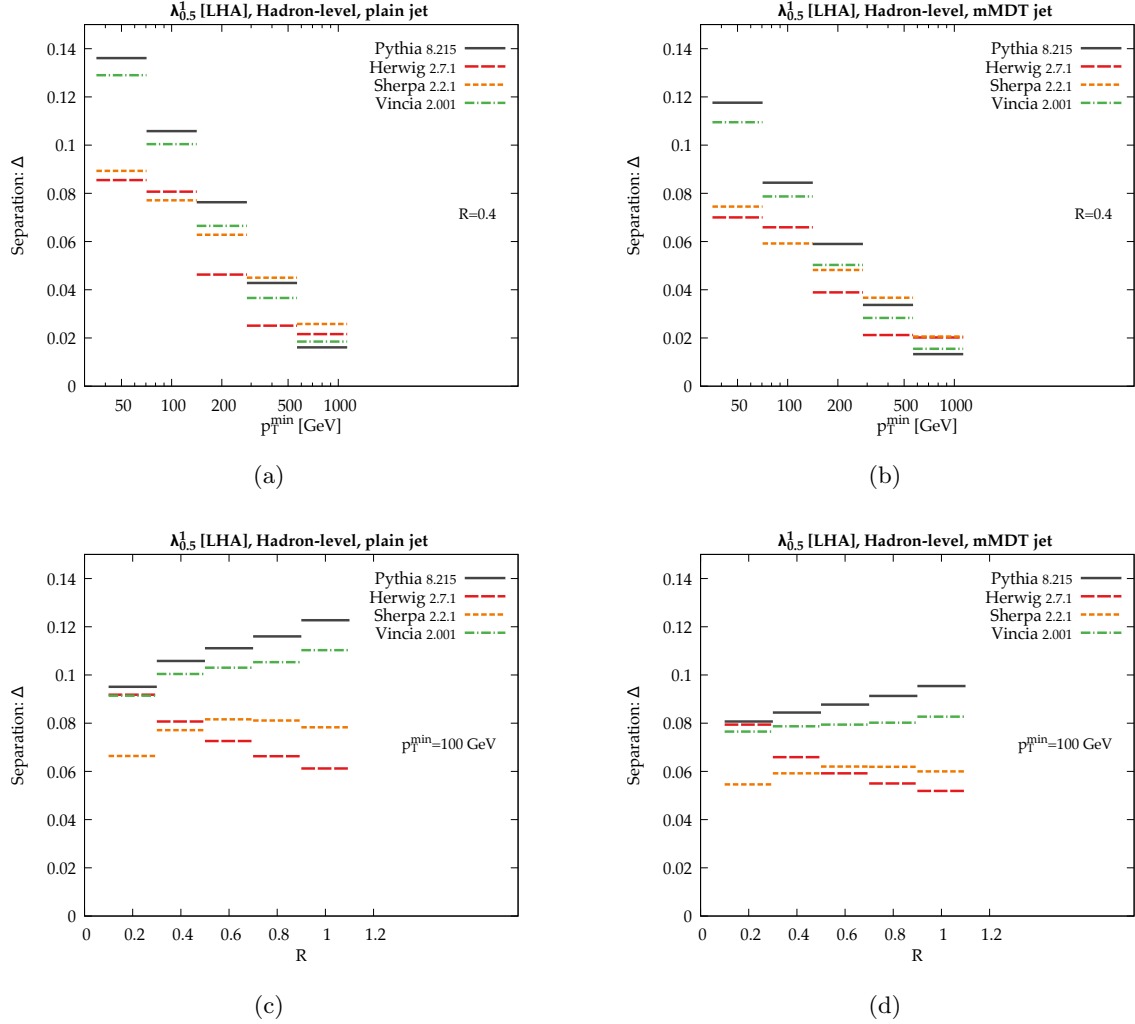 λ¹₀.₅ [LHA], Hadron-level, plain jet
Separation: Δ
0.14
0.12
0.1
0.08
0.06
0.04
0.02
0
Pythia 8.215
Herwig 2.7.1
Sherpa 2.2.1
Vincia 2.001
R=0.4
50 100 200 500 1000
p_T^min [GeV]
(a)
λ¹₀.₅ [LHA], Hadron-level, mMDT jet
Separation: Δ
0.14
0.12
0.1
0.08
0.06
0.04
0.02
0
Pythia 8.215
Herwig 2.7.1
Sherpa 2.2.1
Vincia 2.001
R=0.4
50 100 200 500 1000
p_T^min [GeV]
(b)
λ¹₀.₅ [LHA], Hadron-level, plain jet
Separation: Δ
0.14
0.12
0.1
0.08
0.06
0.04
0.02
0
Pythia 8.215
Herwig 2.7.1
Sherpa 2.2.1
Vincia 2.001
p_T^min=100 GeV
0 0.2 0.4 0.6 0.8 1 1.2
R
(c)
λ¹₀.₅ [LHA], Hadron-level, mMDT jet
Separation: Δ
0.14
0.12
0.1
0.08
0.06
0.04
0.02
0
Pythia 8.215
Herwig 2.7.1
Sherpa 2.2.1
Vincia 2.001
p_T^min=100 GeV
0 0.2 0.4 0.6 0.8 1 1.2
R
(d)